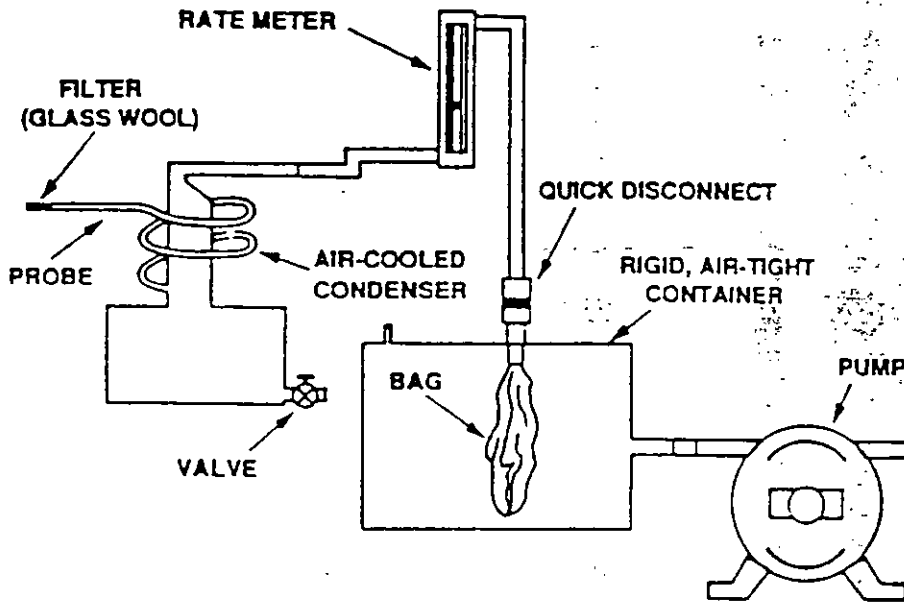 RATE METER
FILTER
(GLASS WOOL)
QUICK DISCONNECT
PROBE
AIR-COOLED
CONDENSER
RIGID, AIR-TIGHT
CONTAINER
BAG
PUMP
VALVE